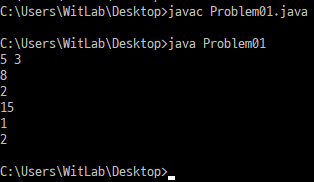 C:\Users\WitLab\Desktop>javac Problem01.java
C:\Users\WitLab\Desktop>java Problem01
5 3
8
2
15
1
2
C:\Users\WitLab\Desktop>